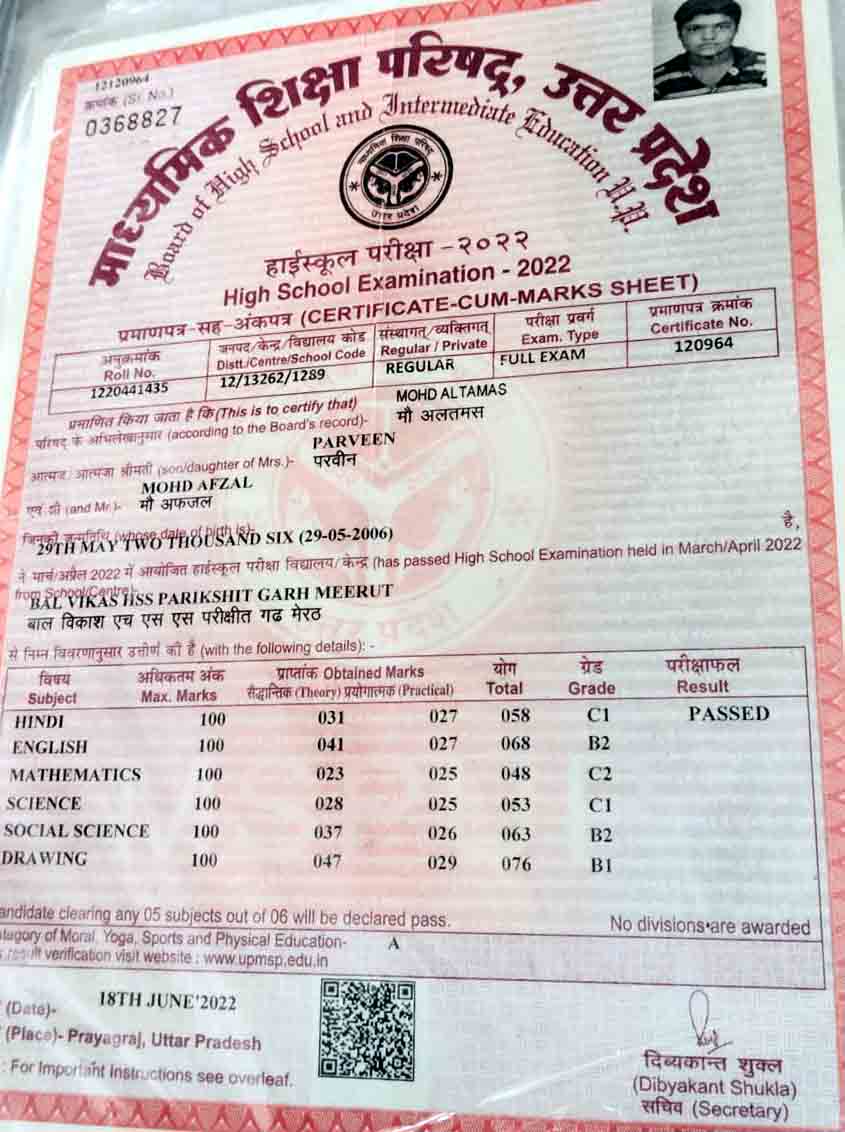 12120964
क्रमांक (Sr. No.)
0368827
माध्यमिक शिक्षा परिषद्, उत्तर प्रदेश
Board of High School and Intermediate Education U.P.
माध्यमिक शिक्षा परिषद्
उत्तर प्रदेश
हाईस्कूल परीक्षा - २०२२
High School Examination - 2022
प्रमाणपत्र-सह-अंकपत्र (CERTIFICATE-CUM-MARKS SHEET)
अनुक्रमांक जनपद/केन्द्र/विद्यालय कोड संस्थागत/व्यक्तिगत परीक्षा प्रवर्ग प्रमाणपत्र क्रमांक
Roll No. Distt./Centre/School Code Regular / Private Exam. Type Certificate No.
1220441435 12/13262/1289 REGULAR FULL EXAM 120964
प्रमाणित किया जाता है कि (This is to certify that) MOHD ALTAMAS
परिषद के अभिलेखानुसार (according to the Board's record)- मौ अलतमस
PARVEEN
आत्मज/आत्मजा श्रीमती (son/daughter of Mrs.)- परवीन
MOHD AFZAL
एवं श्री (and Mr.)- मौ अफजल
जिनकी जन्मतिथि (whose date of birth is)- है,
29TH MAY TWO THOUSAND SIX (29-05-2006)
ने मार्च/अप्रैल 2022 में आयोजित हाईस्कूल परीक्षा विद्यालय/केन्द्र (has passed High School Examination held in March/April 2022
from School/Centre)-
BAL VIKAS HSS PARIKSHIT GARH MEERUT
बाल विकाश एच एस एस परीक्षीत गढ मेरठ
से निम्न विवरणानुसार उत्तीर्ण की है (with the following details): -
विषय अधिकतम अंक प्राप्तांक Obtained Marks योग ग्रेड परीक्षाफल
Subject Max. Marks सैद्धान्तिक (Theory) प्रयोगात्मक (Practical) Total Grade Result
HINDI 100 031 027 058 C1 PASSED
ENGLISH 100 041 027 068 B2
MATHEMATICS 100 023 025 048 C2
SCIENCE 100 028 025 053 C1
SOCIAL SCIENCE 100 037 026 063 B2
DRAWING 100 047 029 076 B1
andidate clearing any 05 subjects out of 06 will be declared pass. No divisions are awarded
tagory of Moral, Yoga, Sports and Physical Education- A
result verification visit website : www.upmsp.edu.in
(Date)- 18TH JUNE'2022
(Place)- Prayagraj, Uttar Pradesh
: For Important Instructions see overleaf.
दिब्यकान्त शुक्ल
(Dibyakant Shukla)
सचिव (Secretary)